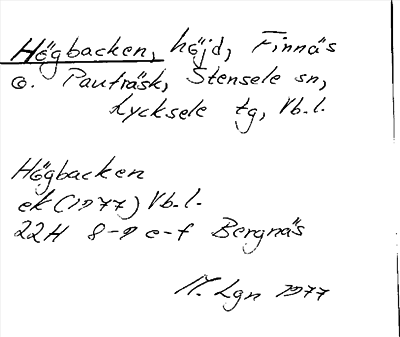 Högbacken, höjd, Finnäs
o. Pauträsk, Stensele sn,
Lycksele tg, Vb.l.
Högbacken
ek (1977) Vb.l.
22H 8-9 e-f Bergnäs
M. Lgn 1977